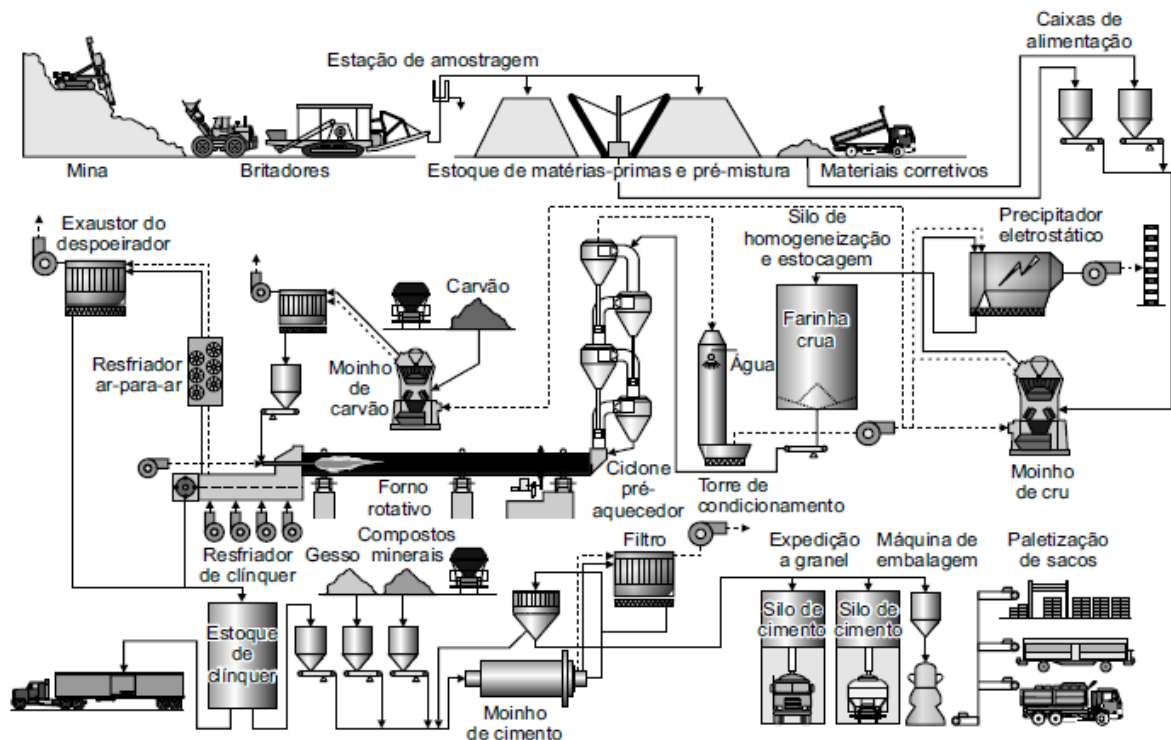 Caixas de
alimentação
Estação de amostragem
Mina
Britadores
Estoque de matérias-primas e pré-mistura
Materiais corretivos
Exaustor do
despoeirador
Silo de
homogeneização
e estocagem
Precipitador
eletrostático
Carvão
Farinha
crua
Resfriador
ar-para-ar
Moinho
de
carvão
Água
Forno
rotativo
Ciclone
pré-
aquecedor
Torre de
condicionamento
Moinho
de cru
Resfriador
de clínquer
Gesso
Compostos
minerais
Filtro
Expedição
a granel
Máquina de
embalagem
Paletização
de sacos
Estoque
de
clínquer
Silo de
cimento
Silo de
cimento
Moinho
de cimento